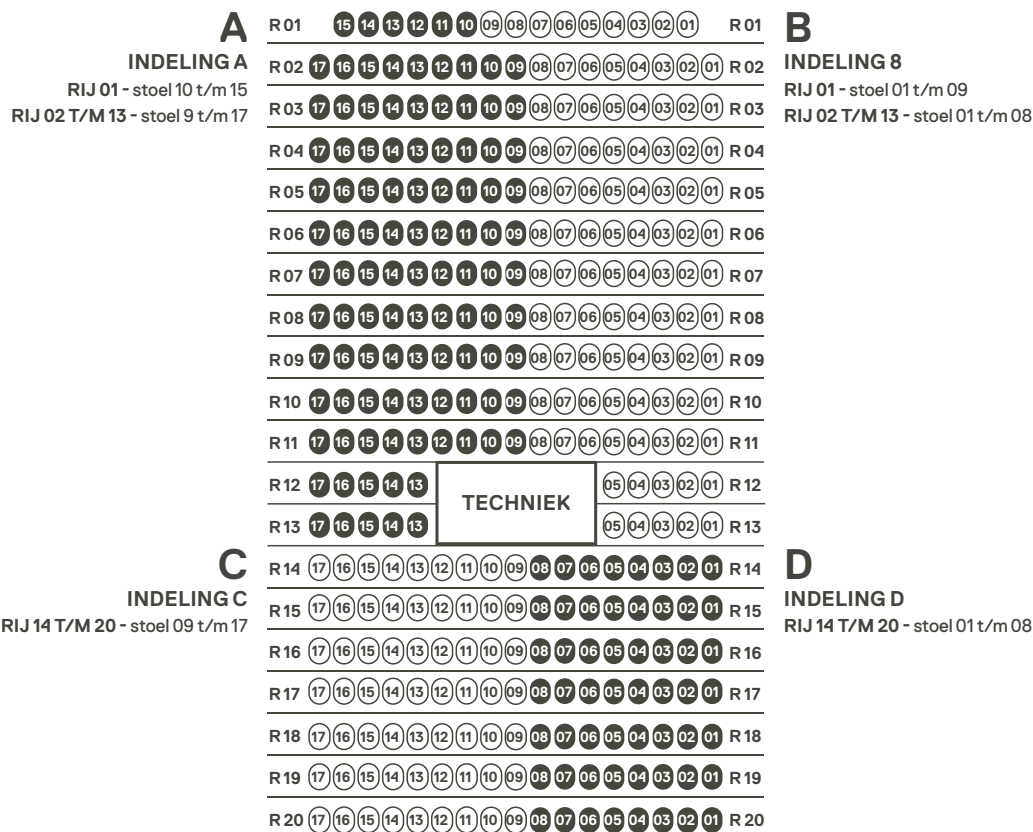 A
INDELING A
RIJ 01 - stoel 10 t/m 15
RIJ 02 T/M 13 - stoel 9 t/m 17
B
INDELING 8
RIJ 01 - stoel 01 t/m 09
RIJ 02 T/M 13 - stoel 01 t/m 08
R 01 15 14 13 12 11 10 09 08 07 06 05 04 03 02 01 R 01
R 02 17 16 15 14 13 12 11 10 09 08 07 06 05 04 03 02 01 R 02
R 03 17 16 15 14 13 12 11 10 09 08 07 06 05 04 03 02 01 R 03
R 04 17 16 15 14 13 12 11 10 09 08 07 06 05 04 03 02 01 R 04
R 05 17 16 15 14 13 12 11 10 09 08 07 06 05 04 03 02 01 R 05
R 06 17 16 15 14 13 12 11 10 09 08 07 06 05 04 03 02 01 R 06
R 07 17 16 15 14 13 12 11 10 09 08 07 06 05 04 03 02 01 R 07
R 08 17 16 15 14 13 12 11 10 09 08 07 06 05 04 03 02 01 R 08
R 09 17 16 15 14 13 12 11 10 09 08 07 06 05 04 03 02 01 R 09
R 10 17 16 15 14 13 12 11 10 09 08 07 06 05 04 03 02 01 R 10
R 11 17 16 15 14 13 12 11 10 09 08 07 06 05 04 03 02 01 R 11
R 12 17 16 15 14 13 05 04 03 02 01 R 12
TECHNIEK
R 13 17 16 15 14 13 05 04 03 02 01 R 13
C
INDELING C
RIJ 14 T/M 20 - stoel 09 t/m 17
D
INDELING D
RIJ 14 T/M 20 - stoel 01 t/m 08
R 14 17 16 15 14 13 12 11 10 09 08 07 06 05 04 03 02 01 R 14
R 15 17 16 15 14 13 12 11 10 09 08 07 06 05 04 03 02 01 R 15
R 16 17 16 15 14 13 12 11 10 09 08 07 06 05 04 03 02 01 R 16
R 17 17 16 15 14 13 12 11 10 09 08 07 06 05 04 03 02 01 R 17
R 18 17 16 15 14 13 12 11 10 09 08 07 06 05 04 03 02 01 R 18
R 19 17 16 15 14 13 12 11 10 09 08 07 06 05 04 03 02 01 R 19
R 20 17 16 15 14 13 12 11 10 09 08 07 06 05 04 03 02 01 R 20